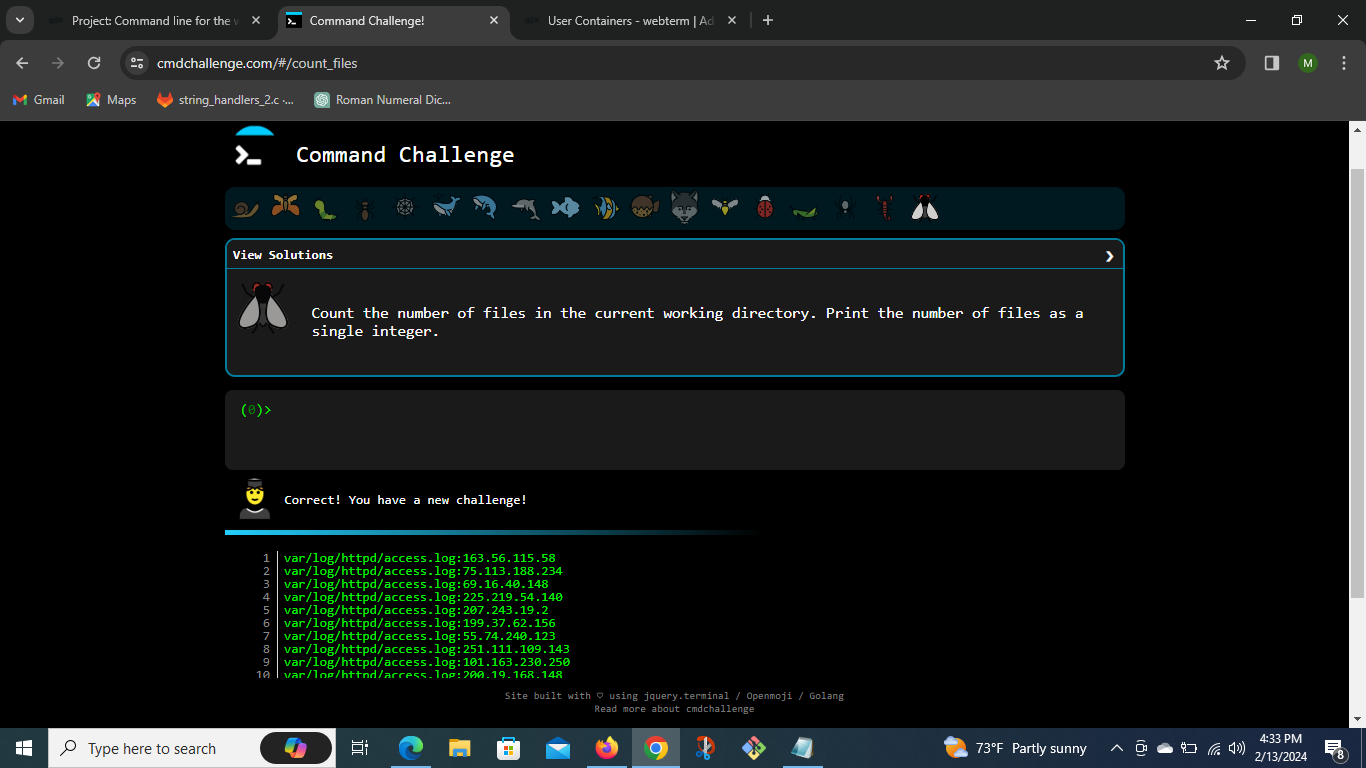 Project: Command line for the w
Command Challenge!
User Containers - webterm | Ad
cmdchallenge.com/#/count_files
M
Gmail
Maps
string_handlers_2.c ·...
Roman Numeral Dic...
Command Challenge
View Solutions
Count the number of files in the current working directory. Print the number of files as a
single integer.
(0)>
Correct! You have a new challenge!
1 var/log/httpd/access.log:163.56.115.58
2 var/log/httpd/access.log:75.113.188.234
3 var/log/httpd/access.log:69.16.40.148
4 var/log/httpd/access.log:225.219.54.140
5 var/log/httpd/access.log:207.243.19.2
6 var/log/httpd/access.log:199.37.62.156
7 var/log/httpd/access.log:55.74.240.123
8 var/log/httpd/access.log:251.111.109.143
9 var/log/httpd/access.log:101.163.230.250
10 var/log/httpd/access.log:200.19.168.148
Site built with ♡ using jquery.terminal / Openmoji / Golang
Read more about cmdchallenge
Type here to search
73°F Partly sunny
4:33 PM
2/13/2024
8